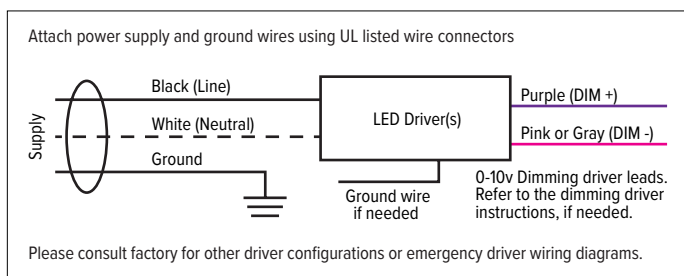 Attach power supply and ground wires using UL listed wire connectors
Supply
Black (Line)
White (Neutral)
Ground
LED Driver(s)
Purple (DIM +)
Pink or Gray (DIM -)
Ground wire
if needed
0-10v Dimming driver leads.
Refer to the dimming driver
instructions, if needed.
Please consult factory for other driver configurations or emergency driver wiring diagrams.